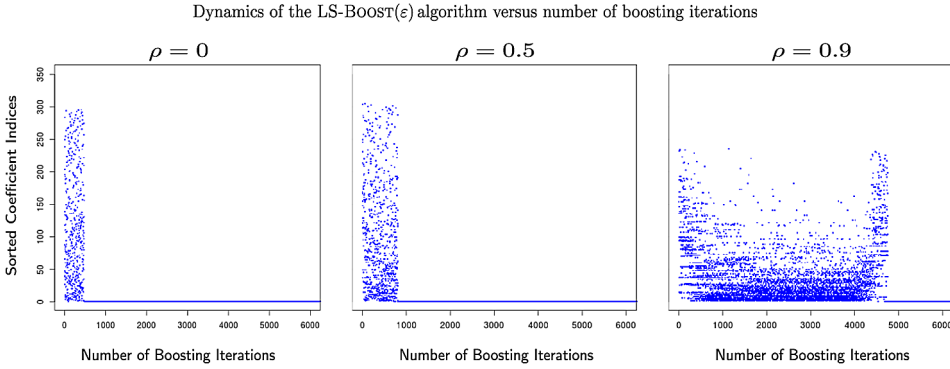 Dynamics of the LS-BOOST(ε) algorithm versus number of boosting iterations
ρ = 0
ρ = 0.5
ρ = 0.9
Sorted Coefficient Indices
350
300
250
200
150
100
50
0
0 1000 2000 3000 4000 5000 6000
0 1000 2000 3000 4000 5000 6000
0 1000 2000 3000 4000 5000 6000
Number of Boosting Iterations
Number of Boosting Iterations
Number of Boosting Iterations